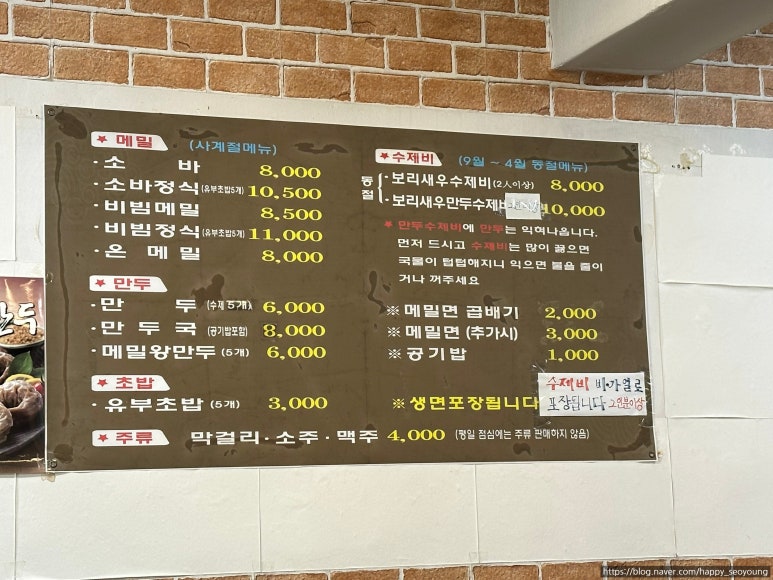 ★ 메밀 (사계절메뉴)
· 소 바 8,000
· 소바정식 (유부초밥5개) 10,500
· 비빔메밀 8,500
· 비빔정식 (유부초밥5개) 11,000
· 온 메밀 8,000
★ 만두
· 만 두 (수제 5개) 6,000
· 만 두 국 (공기밥포함) 8,000
· 메밀왕만두 (5개) 6,000
★ 초밥
· 유부초밥 (5개) 3,000
★ 주류 막걸리 · 소주 · 맥주 4,000 (평일 점심에는 주류 판매하지 않음)
★ 수제비 (9월 ~ 4월 동절메뉴)
동절
· 보리새우수제비 (2인이상) 8,000
· 보리새우만두수제비 10,000
★ 만두수제비에 만두는 익혀나옵니다.
먼저 드시고 수제비는 많이 끓으면
국물이 텁텁해지니 익으면 불을 줄이
거나 꺼주세요
※ 메밀면 곱배기 2,000
※ 메밀면 (추가시) 3,000
※ 공기밥 1,000
※ 생면포장됩니다
수제비 비·가열로
포장됩니다 2인분이상
만두
https://blog.naver.com/happy_seoyoung